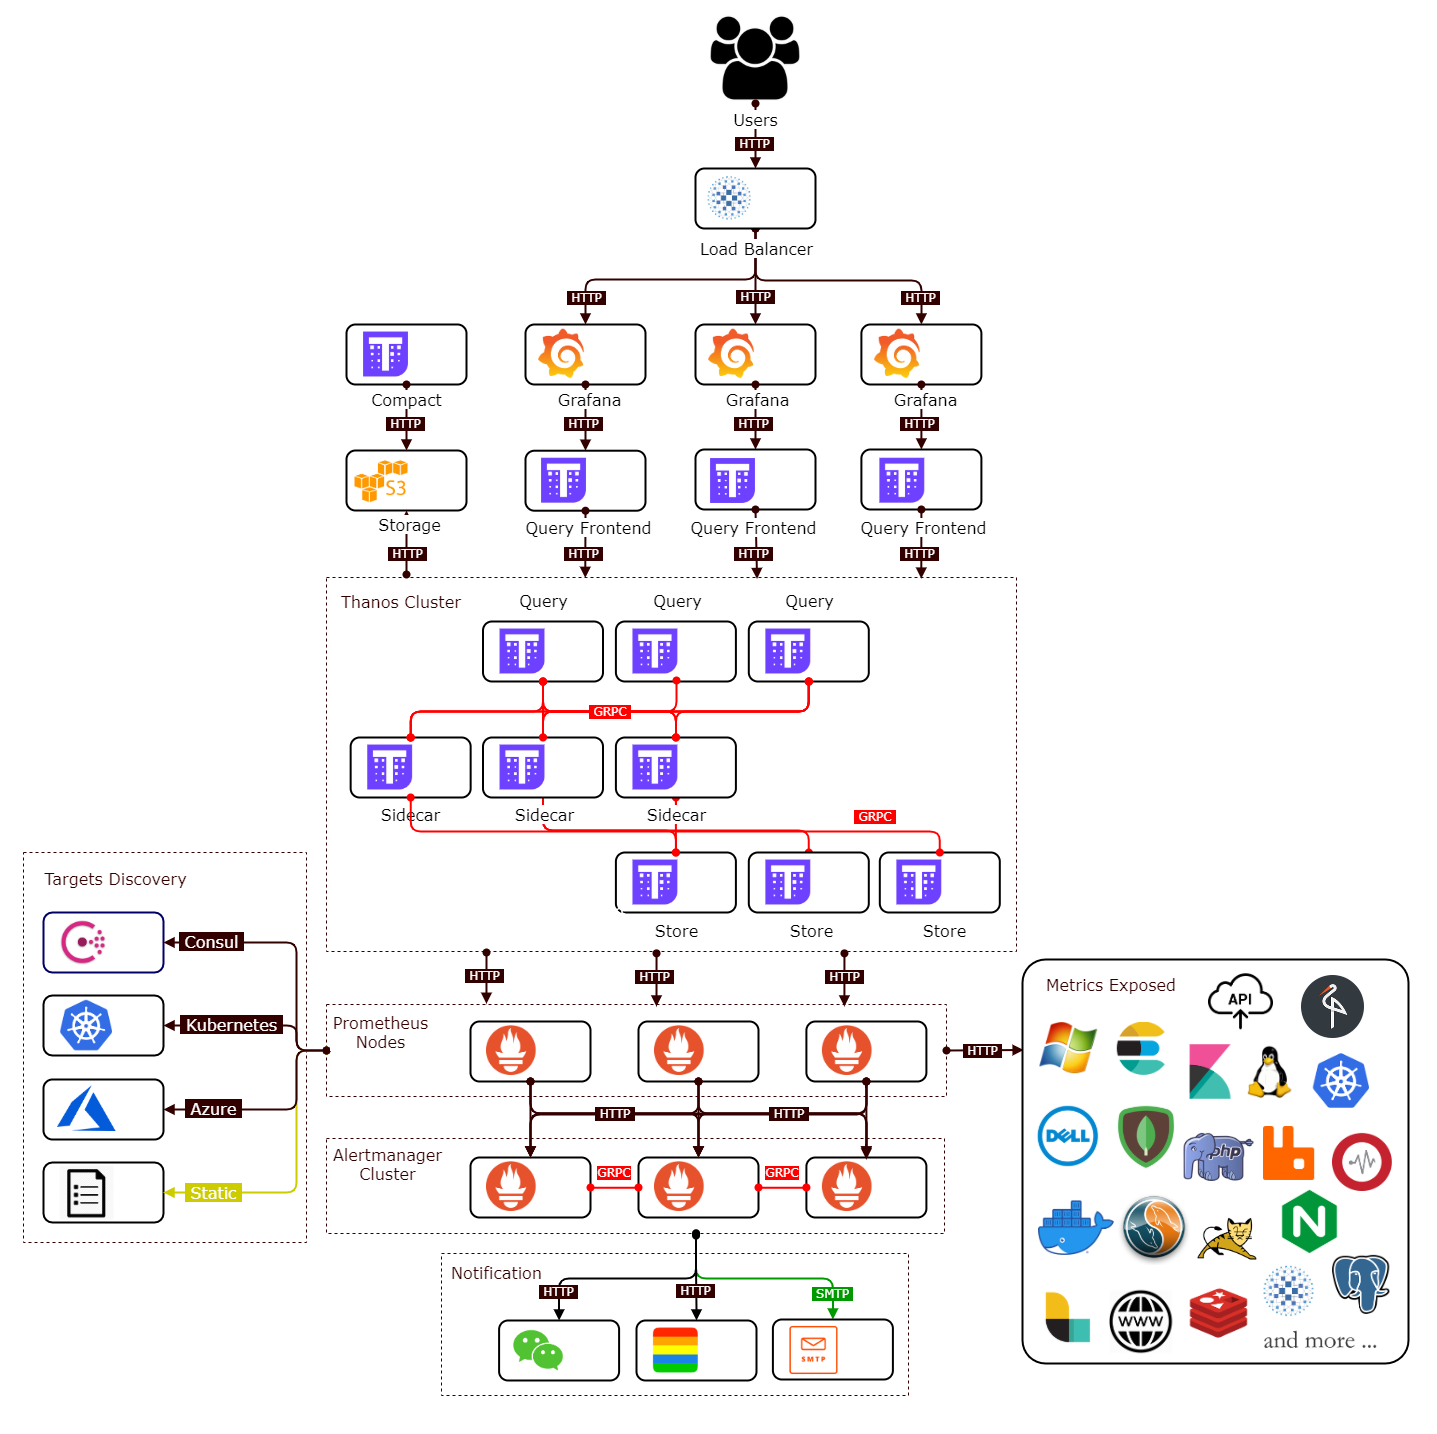 Users
HTTP
Load Balancer
HTTP
HTTP
HTTP
Compact
Grafana
Grafana
Grafana
HTTP
HTTP
HTTP
HTTP
S3
Storage
Query Frontend
Query Frontend
Query Frontend
HTTP
HTTP
HTTP
HTTP
Thanos Cluster
Query
Query
Query
GRPC
Sidecar
Sidecar
Sidecar
GRPC
Store
Store
Store
Targets Discovery
Consul
Kubernetes
Azure
Static
HTTP
HTTP
HTTP
Prometheus
Nodes
HTTP
HTTP
HTTP
Alertmanager
Cluster
GRPC
GRPC
Notification
HTTP
HTTP
SMTP
SMTP
Metrics Exposed
API
DELL
php
N
WWW
and more ...